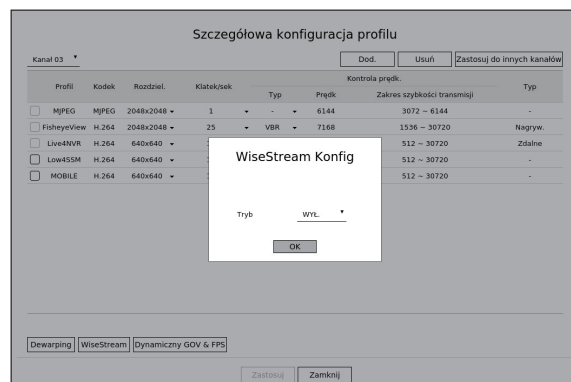 Szczegółowa konfiguracja profilu
Kanał 03 Dod. Usuń Zastosuj do innych kanałów
Kontrola prędk.
Profil Kodek Rozdziel. Klatek/sek Typ Prędk Zakres szybkości transmisji Typ
MJPEG MJPEG 2048x2048 1 - 6144 3072 ~ 6144 -
FisheyeView H.264 2048x2048 25 VBR 7168 1536 ~ 30720 Nagryw.
Live4NVR H.264 640x640 512 ~ 30720 Zdalne
Low4SSM H.264 640x640 512 ~ 30720 -
MOBILE H.264 640x640 512 ~ 30720 -
WiseStream Konfig
Tryb WYŁ.
OK
Dewarping WiseStream Dynamiczny GOV & FPS
Zastosuj Zamknij